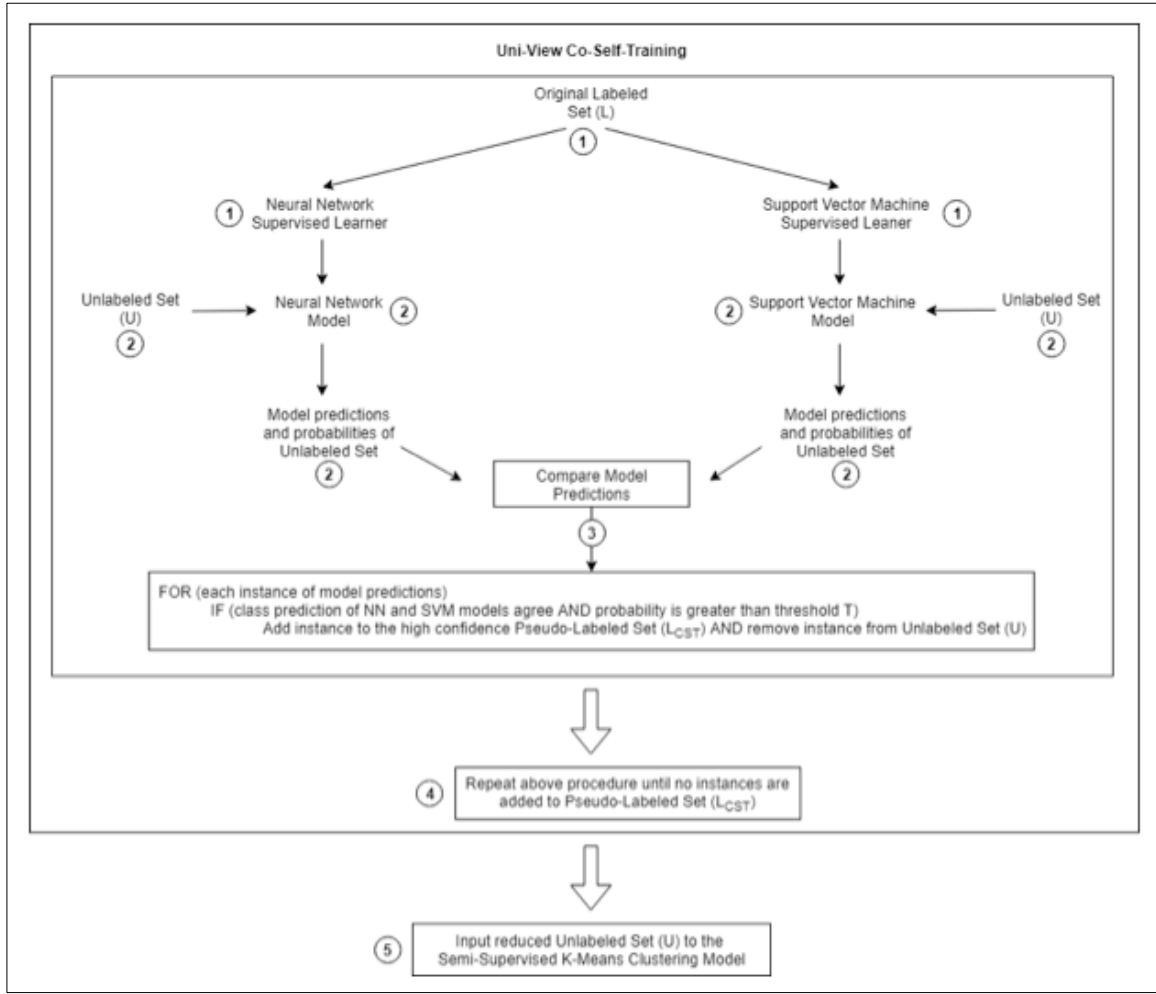 Uni-View Co-Self-Training
Original Labeled
Set (L)
1
1
Neural Network
Supervised Learner
Support Vector Machine
Supervised Leaner
1
Unlabeled Set
(U)
2
Neural Network
Model
2
2
Support Vector Machine
Model
Unlabeled Set
(U)
2
Model predictions
and probabilities of
Unlabeled Set
2
Model predictions
and probabilities of
Unlabeled Set
2
Compare Model
Predictions
3
FOR (each instance of model predictions)
IF (class prediction of NN and SVM models agree AND probability is greater than threshold T)
Add instance to the high confidence Pseudo-Labeled Set (LCST) AND remove instance from Unlabeled Set (U)
4
Repeat above procedure until no instances are
added to Pseudo-Labeled Set (LCST)
5
Input reduced Unlabeled Set (U) to the
Semi-Supervised K-Means Clustering Model